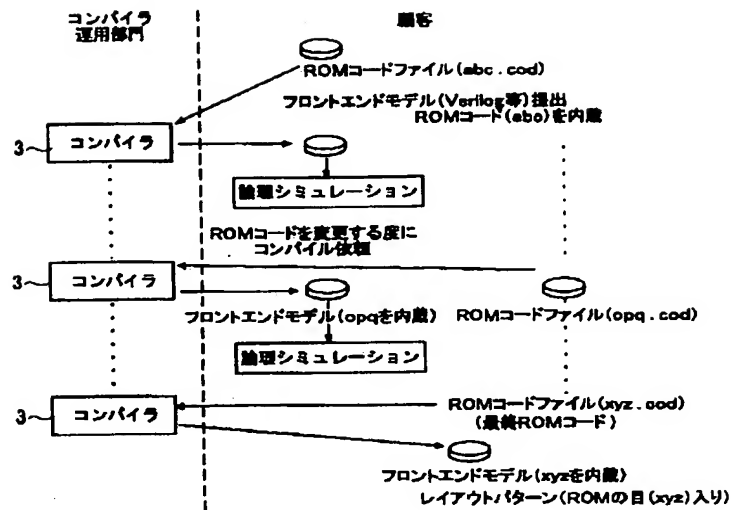 コンパイラ
運用部門
顧客
ROMコードファイル(abc.cod)
フロントエンドモデル(Verilog等)提出
ROMコード(abc)を内蔵
3 コンパイラ
論理シミュレーション
ROMコードを変更する度に
コンパイル依頼
3 コンパイラ
フロントエンドモデル(opqを内蔵)
ROMコードファイル(opq.cod)
論理シミュレーション
3 コンパイラ
ROMコードファイル(xyz.cod)
(最終ROMコード)
フロントエンドモデル(xyzを内蔵)
レイアウトパターン(ROMの目(xyz)入り)